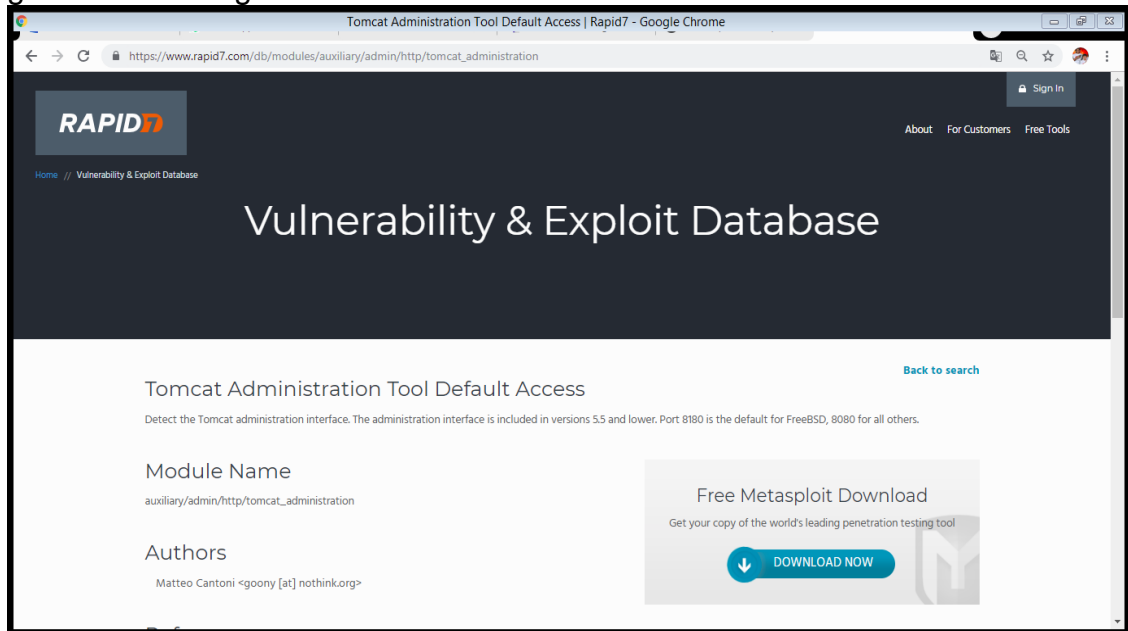 Tomcat Administration Tool Default Access | Rapid7 - Google Chrome
https://www.rapid7.com/db/modules/auxiliary/admin/http/tomcat_administration
Sign In
RAPID7
About For Customers Free Tools
Home // Vulnerability & Exploit Database
Vulnerability & Exploit Database
Back to search
Tomcat Administration Tool Default Access
Detect the Tomcat administration interface. The administration interface is included in versions 5.5 and lower. Port 8180 is the default for FreeBSD, 8080 for all others.
Module Name
auxiliary/admin/http/tomcat_administration
Free Metasploit Download
Get your copy of the world's leading penetration testing tool
DOWNLOAD NOW
Authors
Matteo Cantoni <goony [at] nothink.org>